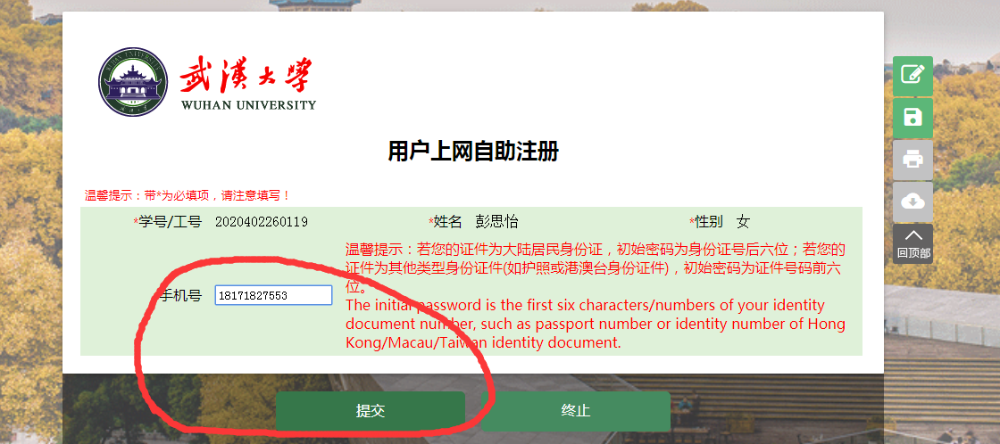 武漢大學
WUHAN UNIVERSITY
用户上网自助注册
温馨提示：带*为必填项，请注意填写！
*学号/工号 2020402260119 *姓名 彭思怡 *性别 女
手机号 18171827553
温馨提示：若您的证件为大陆居民身份证，初始密码为身份证号后六位；若您的
证件为其他类型身份证件(如护照或港澳台身份证件)，初始密码为证件号码前六
位。
The initial password is the first six characters/numbers of your identity
document number, such as passport number or identity number of Hong
Kong/Macau/Taiwan identity document.
提交 终止
回顶部